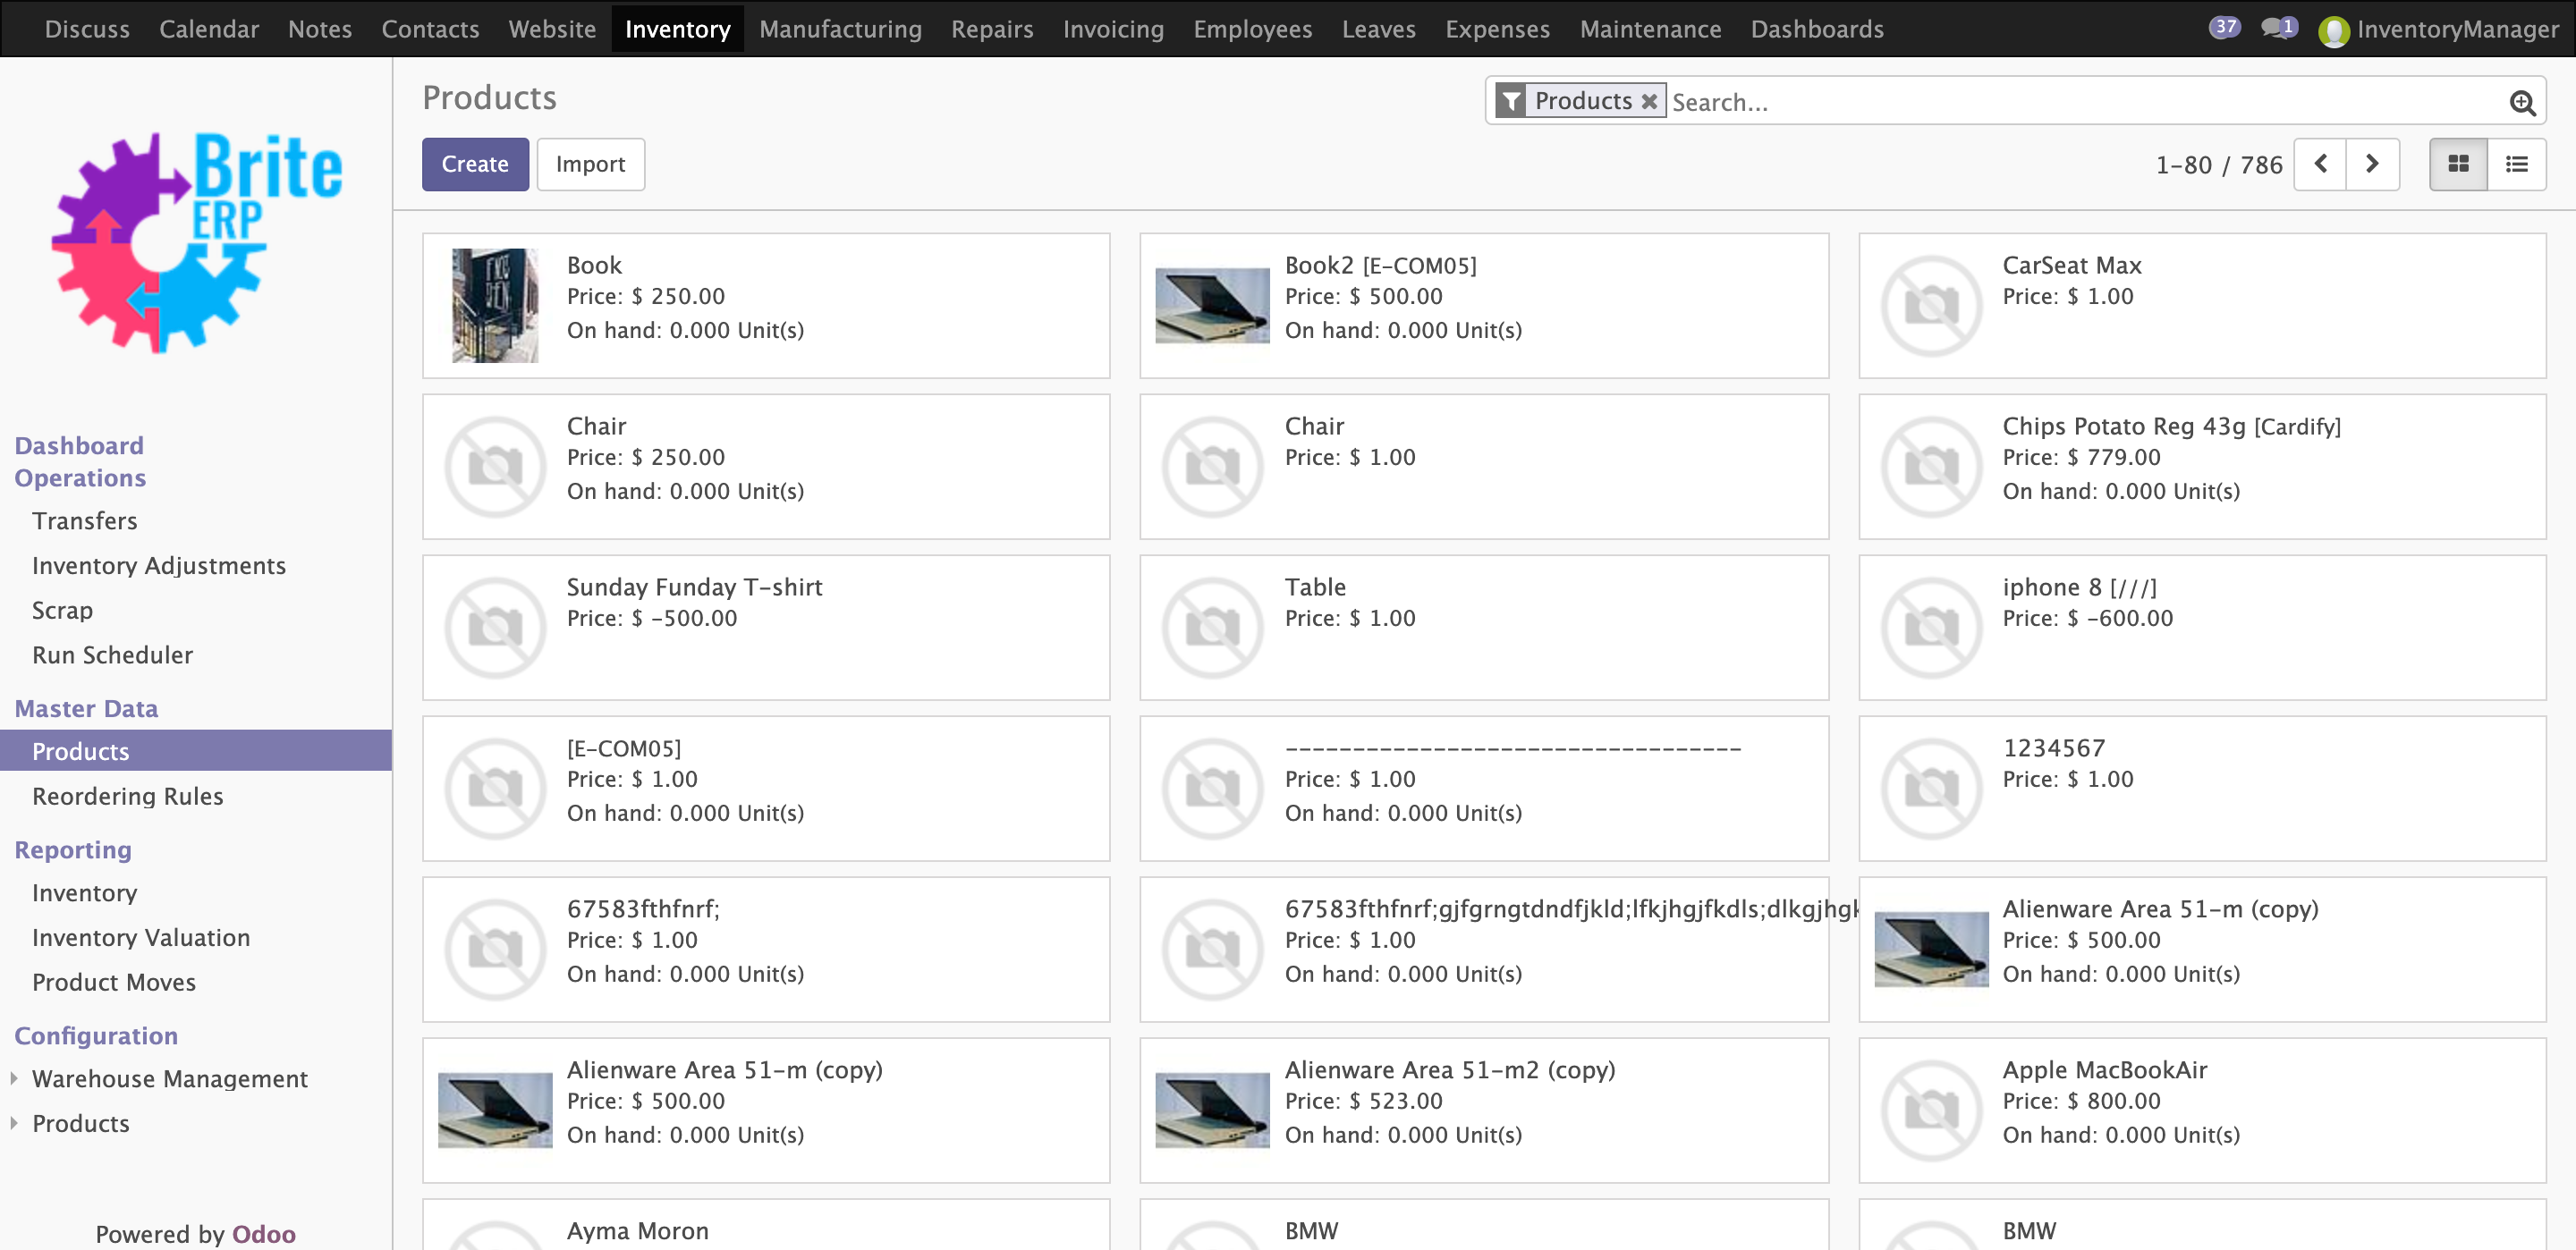 Discuss Calendar Notes Contacts Website Inventory Manufacturing Repairs Invoicing Employees Leaves Expenses Maintenance Dashboards 37 1 InventoryManager
Brite
ERP
Dashboard
Operations
Transfers
Inventory Adjustments
Scrap
Run Scheduler
Master Data
Products
Reordering Rules
Reporting
Inventory
Inventory Valuation
Product Moves
Configuration
Warehouse Management
Products
Powered by Odoo
Products
Products Search...
Create Import
1-80 / 786
Book
Price: $ 250.00
On hand: 0.000 Unit(s)
Book2 [E-COM05]
Price: $ 500.00
On hand: 0.000 Unit(s)
CarSeat Max
Price: $ 1.00
Chair
Price: $ 250.00
On hand: 0.000 Unit(s)
Chair
Price: $ 1.00
Chips Potato Reg 43g [Cardify]
Price: $ 779.00
On hand: 0.000 Unit(s)
Sunday Funday T-shirt
Price: $ -500.00
Table
Price: $ 1.00
iphone 8 [///]
Price: $ -600.00
[E-COM05]
Price: $ 1.00
On hand: 0.000 Unit(s)
----------------------------------
Price: $ 1.00
On hand: 0.000 Unit(s)
1234567
Price: $ 1.00
67583fthfnrf;
Price: $ 1.00
On hand: 0.000 Unit(s)
67583fthfnrf;gjfgrngtdndfjkld;lfkjhgjfkdls;dlkgjhgk
Price: $ 1.00
On hand: 0.000 Unit(s)
Alienware Area 51-m (copy)
Price: $ 500.00
On hand: 0.000 Unit(s)
Alienware Area 51-m (copy)
Price: $ 500.00
On hand: 0.000 Unit(s)
Alienware Area 51-m2 (copy)
Price: $ 523.00
On hand: 0.000 Unit(s)
Apple MacBookAir
Price: $ 800.00
On hand: 0.000 Unit(s)
Ayma Moron
BMW
BMW